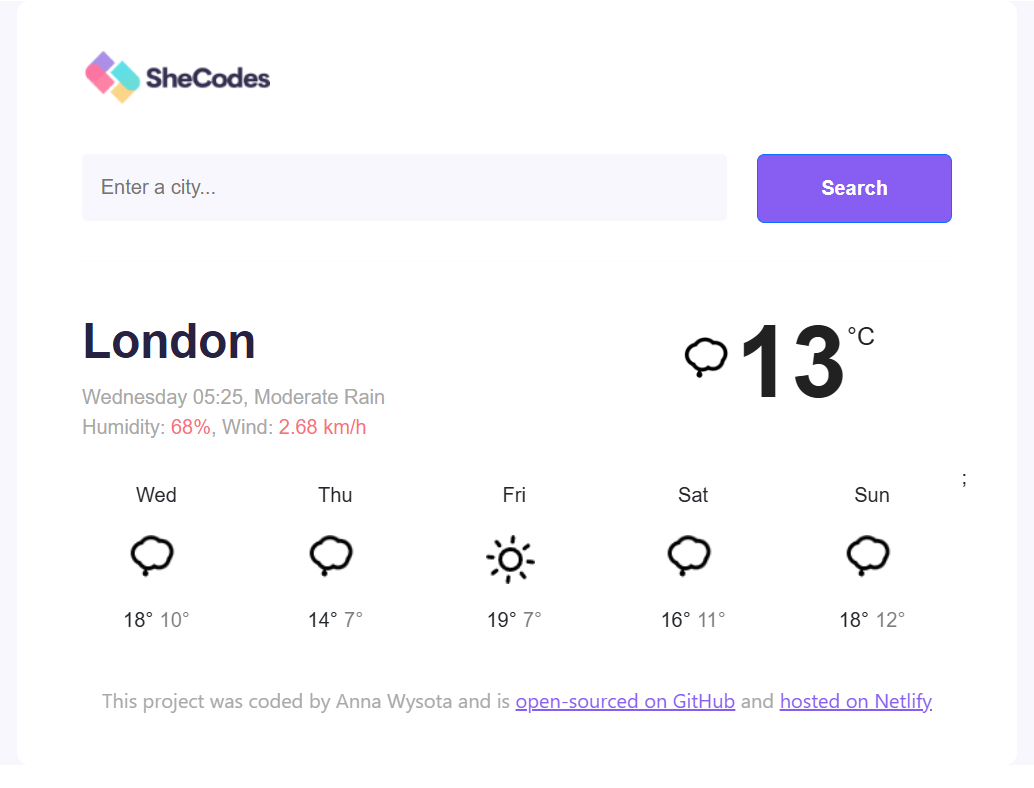 SheCodes
Enter a city...
Search
London
13 °C
Wednesday 05:25, Moderate Rain
Humidity: 68%, Wind: 2.68 km/h
;
Wed Thu Fri Sat Sun
18° 10° 14° 7° 19° 7° 16° 11° 18° 12°
This project was coded by Anna Wysota and is open-sourced on GitHub and hosted on Netlify